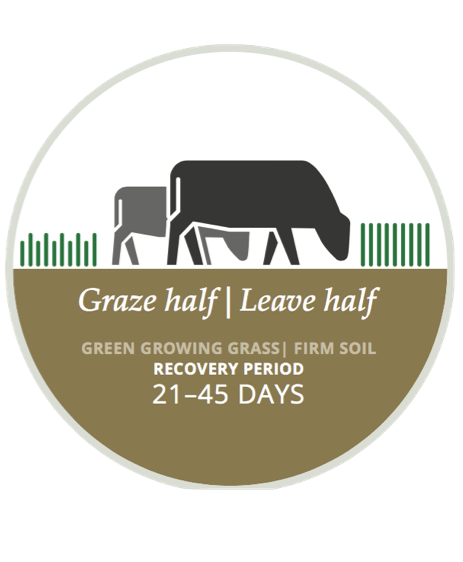 Graze half | Leave half
GREEN GROWING GRASS| FIRM SOIL
RECOVERY PERIOD
21–45 DAYS